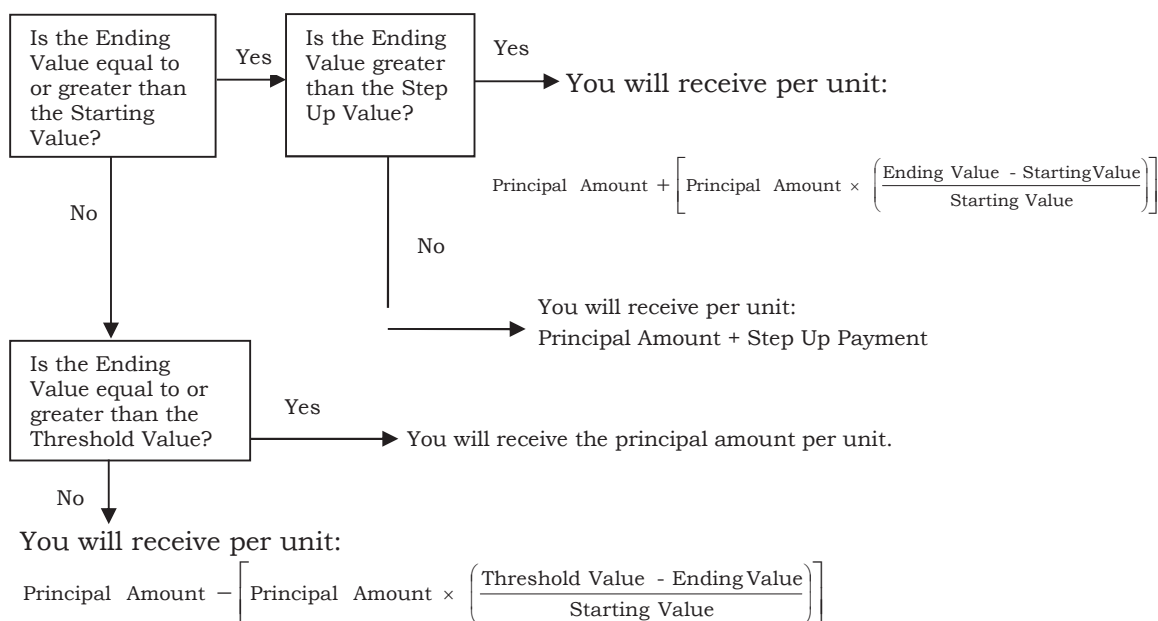 Is the Ending
Value equal to
or greater than
the Starting
Value?
Yes
Is the Ending
Value greater
than the Step
Up Value?
Yes
You will receive per unit:
Principal Amount + [Principal Amount × (Ending Value - StartingValue / Starting Value)]
No
No
You will receive per unit:
Principal Amount + Step Up Payment
Is the Ending
Value equal to or
greater than the
Threshold Value?
Yes
You will receive the principal amount per unit.
No
You will receive per unit:
Principal Amount − [Principal Amount × (Threshold Value - EndingValue / Starting Value)]